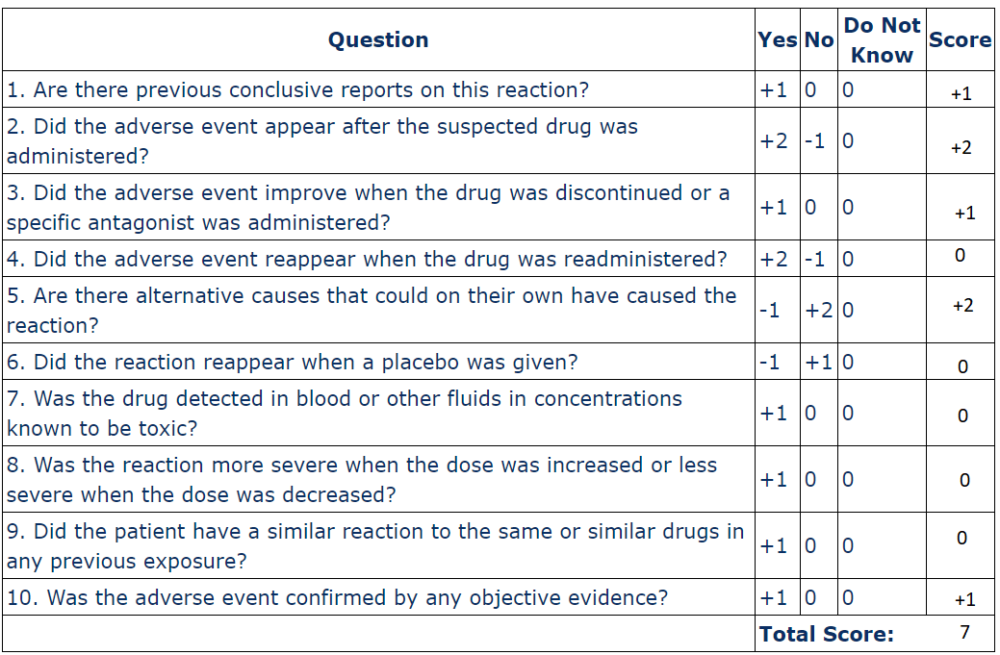 Question Yes No Do Not Know Score
1. Are there previous conclusive reports on this reaction? +1 0 0 +1
2. Did the adverse event appear after the suspected drug was
administered? +2 -1 0 +2
3. Did the adverse event improve when the drug was discontinued or a
specific antagonist was administered? +1 0 0 +1
4. Did the adverse event reappear when the drug was readministered? +2 -1 0 0
5. Are there alternative causes that could on their own have caused the
reaction? -1 +2 0 +2
6. Did the reaction reappear when a placebo was given? -1 +1 0 0
7. Was the drug detected in blood or other fluids in concentrations
known to be toxic? +1 0 0 0
8. Was the reaction more severe when the dose was increased or less
severe when the dose was decreased? +1 0 0 0
9. Did the patient have a similar reaction to the same or similar drugs in
any previous exposure? +1 0 0 0
10. Was the adverse event confirmed by any objective evidence? +1 0 0 +1
Total Score: 7